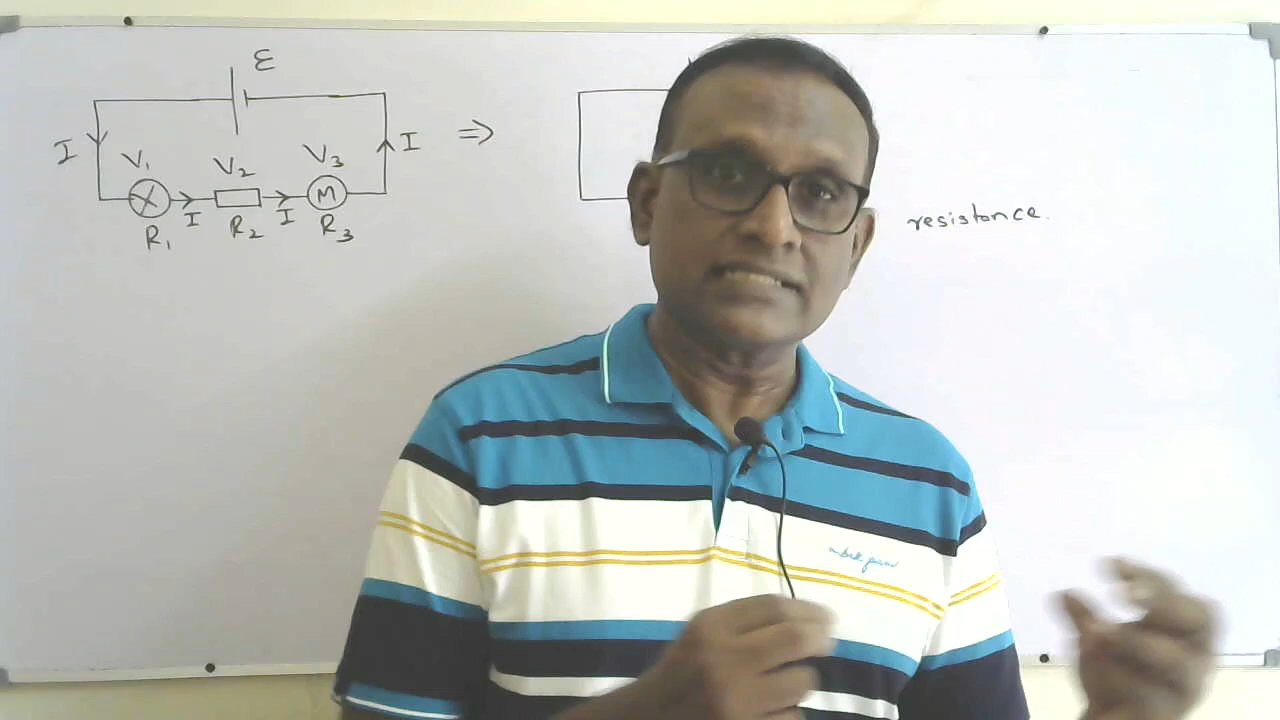 ε
I
I
⇒
V₁
V₂
V₃
I
I
R₁
R₂
R₃
M
resistance.